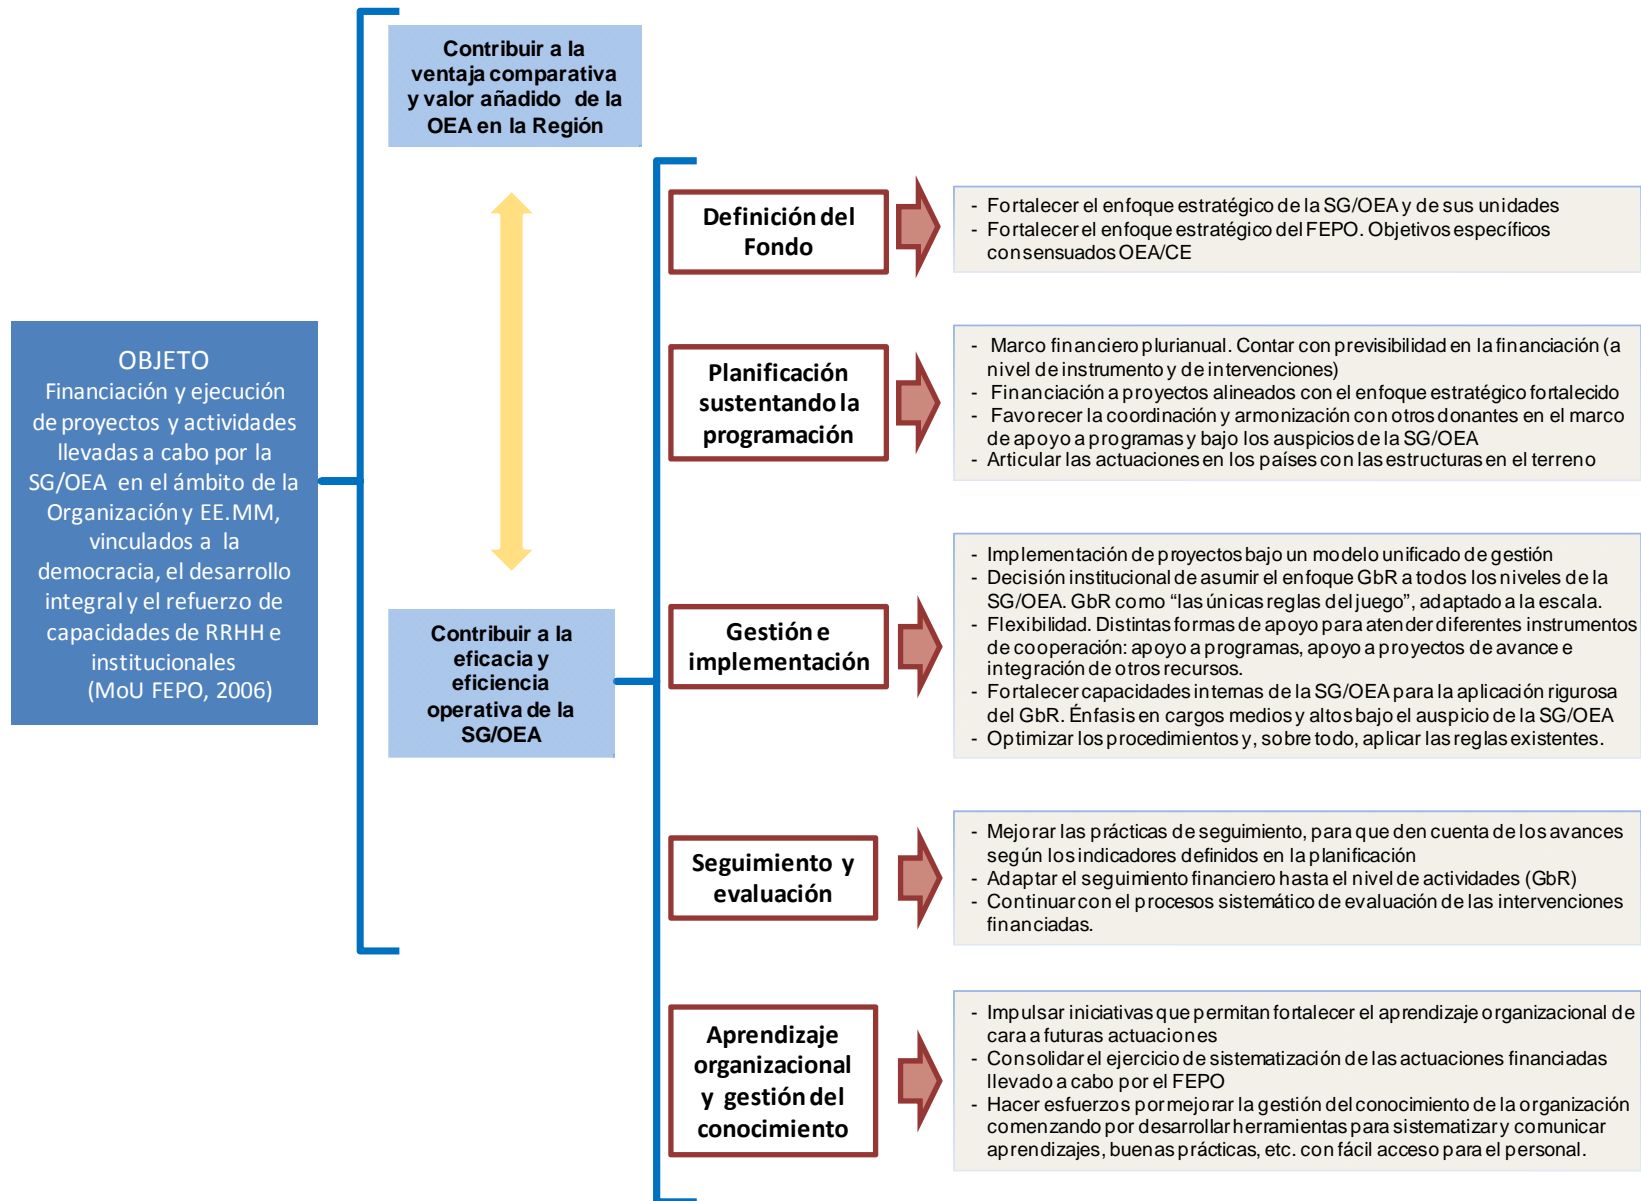 OBJETO
Financiación y ejecución
de proyectos y actividades
llevadas a cabo por la
SG/OEA en el ámbito de la
Organización y EE.MM,
vinculados a la
democracia, el desarrollo
integral y el refuerzo de
capacidades de RRHH e
institucionales
(MoU FEPO, 2006)
Contribuir a la
ventaja comparativa
y valor añadido de la
OEA en la Región
Contribuir a la
eficacia y
eficiencia
operativa de la
SG/OEA
Definición del
Fondo
- Fortalecer el enfoque estratégico de la SG/OEA y de sus unidades
- Fortalecer el enfoque estratégico del FEPO. Objetivos específicos
consensuados OEA/CE
Planificación
sustentando la
programación
- Marco financiero plurianual. Contar con previsibilidad en la financiación (a
nivel de instrumento y de intervenciones)
- Financiación a proyectos alineados con el enfoque estratégico fortalecido
- Favorecer la coordinación y armonización con otros donantes en el marco
de apoyo a programas y bajo los auspicios de la SG/OEA
- Articular las actuaciones en los países con las estructuras en el terreno
Gestión e
implementación
- Implementación de proyectos bajo un modelo unificado de gestión
- Decisión institucional de asumir el enfoque GbR a todos los niveles de la
SG/OEA. GbR como “las únicas reglas del juego”, adaptado a la escala.
- Flexibilidad. Distintas formas de apoyo para atender diferentes instrumentos
de cooperación: apoyo a programas, apoyo a proyectos de avance e
integración de otros recursos.
- Fortalecer capacidades internas de la SG/OEA para la aplicación rigurosa
del GbR. Énfasis en cargos medios y altos bajo el auspicio de la SG/OEA
- Optimizar los procedimientos y, sobre todo, aplicar las reglas existentes.
Seguimiento y
evaluación
- Mejorar las prácticas de seguimiento, para que den cuenta de los avances
según los indicadores definidos en la planificación
- Adaptar el seguimiento financiero hasta el nivel de actividades (GbR)
- Continuar con el procesos sistemático de evaluación de las intervenciones
financiadas.
Aprendizaje
organizacional
y gestión del
conocimiento
- Impulsar iniciativas que permitan fortalecer el aprendizaje organizacional de
cara a futuras actuaciones
- Consolidar el ejercicio de sistematización de las actuaciones financiadas
llevado a cabo por el FEPO
- Hacer esfuerzos por mejorar la gestión del conocimiento de la organización
comenzando por desarrollar herramientas para sistematizar y comunicar
aprendizajes, buenas prácticas, etc. con fácil acceso para el personal.